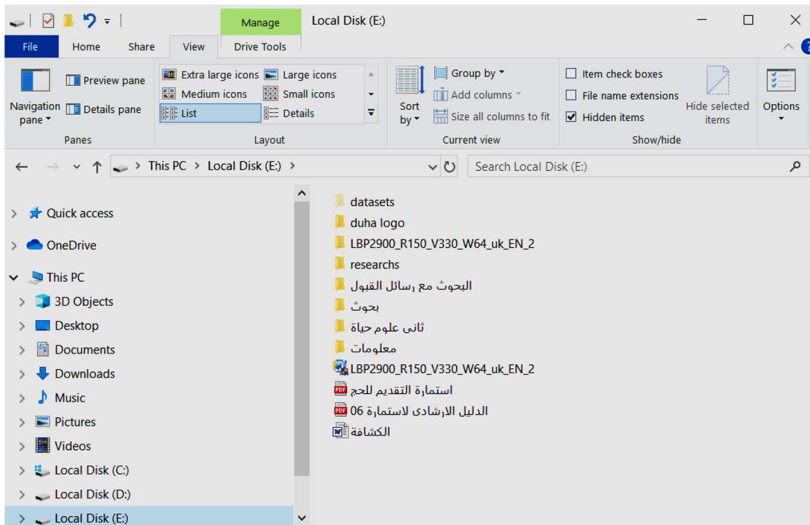 Manage
Local Disk (E:)
File
Home
Share
View
Drive Tools
Navigation pane
Preview pane
Details pane
Panes
Extra large icons
Large icons
Medium icons
Small icons
List
Details
Layout
Sort by
Group by
Add columns
Size all columns to fit
Current view
Item check boxes
File name extensions
Hidden items
Hide selected items
Show/hide
Options
This PC > Local Disk (E:) >
Search Local Disk (E:)
Quick access
OneDrive
This PC
3D Objects
Desktop
Documents
Downloads
Music
Pictures
Videos
Local Disk (C:)
Local Disk (D:)
Local Disk (E:)
datasets
duha logo
LBP2900_R150_V330_W64_uk_EN_2
researchs
البحوث مع رسائل القبول
بحوث
ثانى علوم حياة
معلومات
LBP2900_R150_V330_W64_uk_EN_2
استمارة التقديم للحج
الدليل الارشادى لاستمارة 06
الكشافة